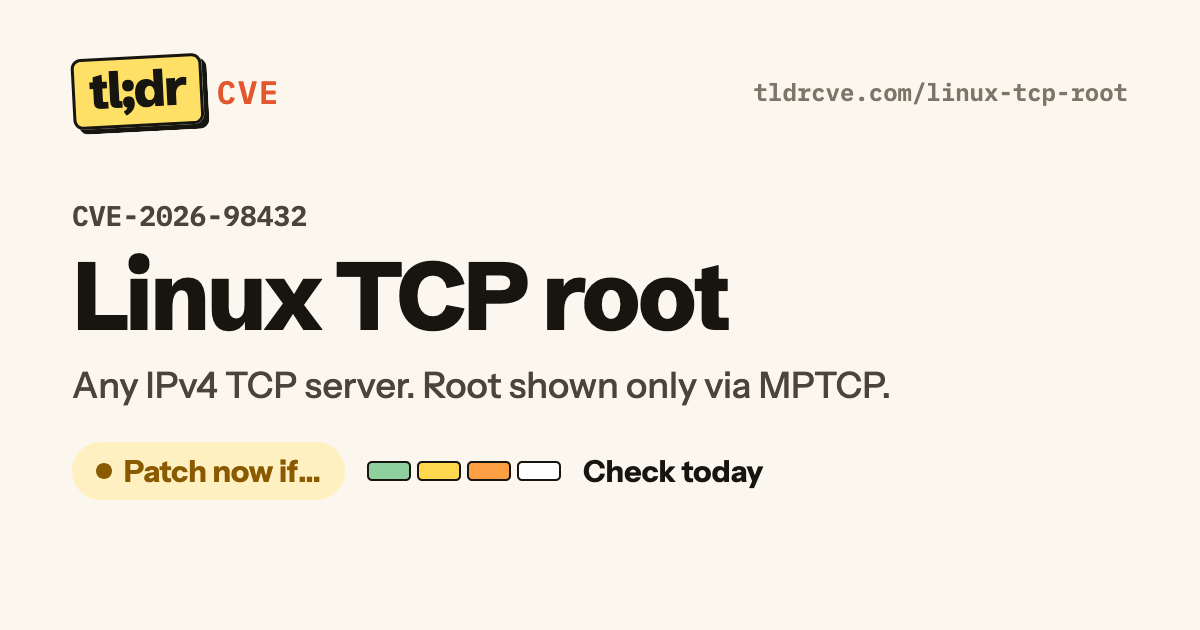 tl;dr CVE
tldrcve.com/linux-tcp-root
CVE-2026-98432
Linux TCP root
Any IPv4 TCP server. Root shown only via MPTCP.
Patch now if... Check today